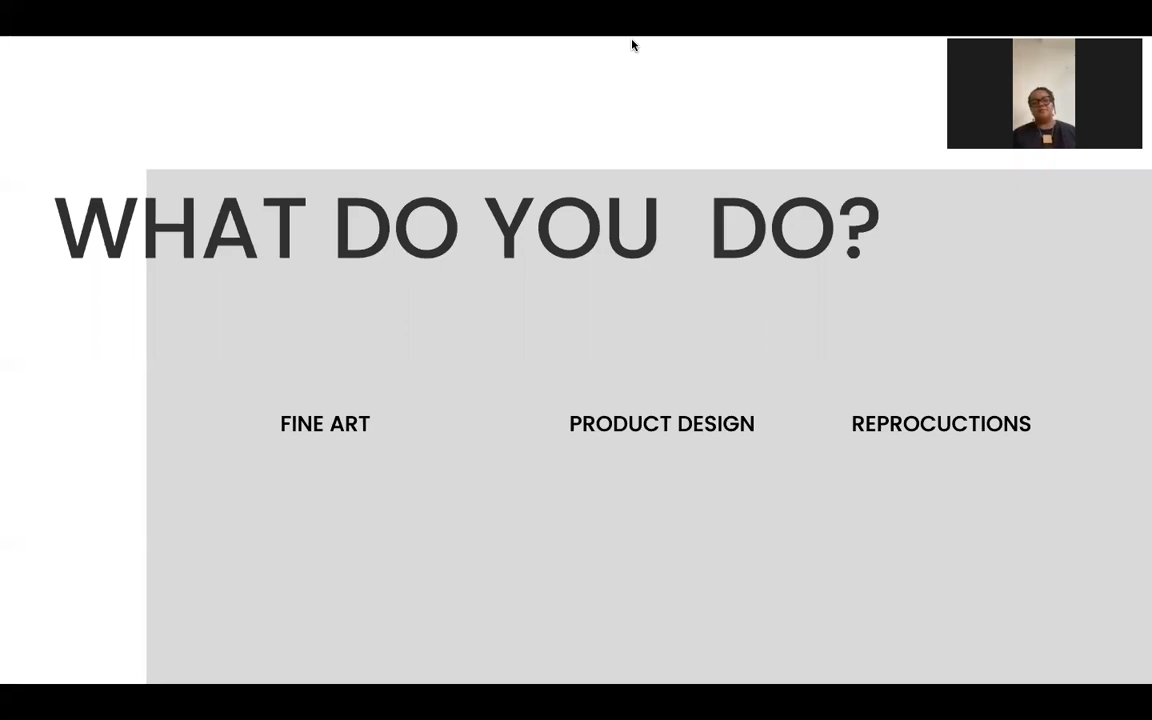 WHAT DO YOU  DO?
FINE ART
PRODUCT DESIGN
REPROCUCTIONS